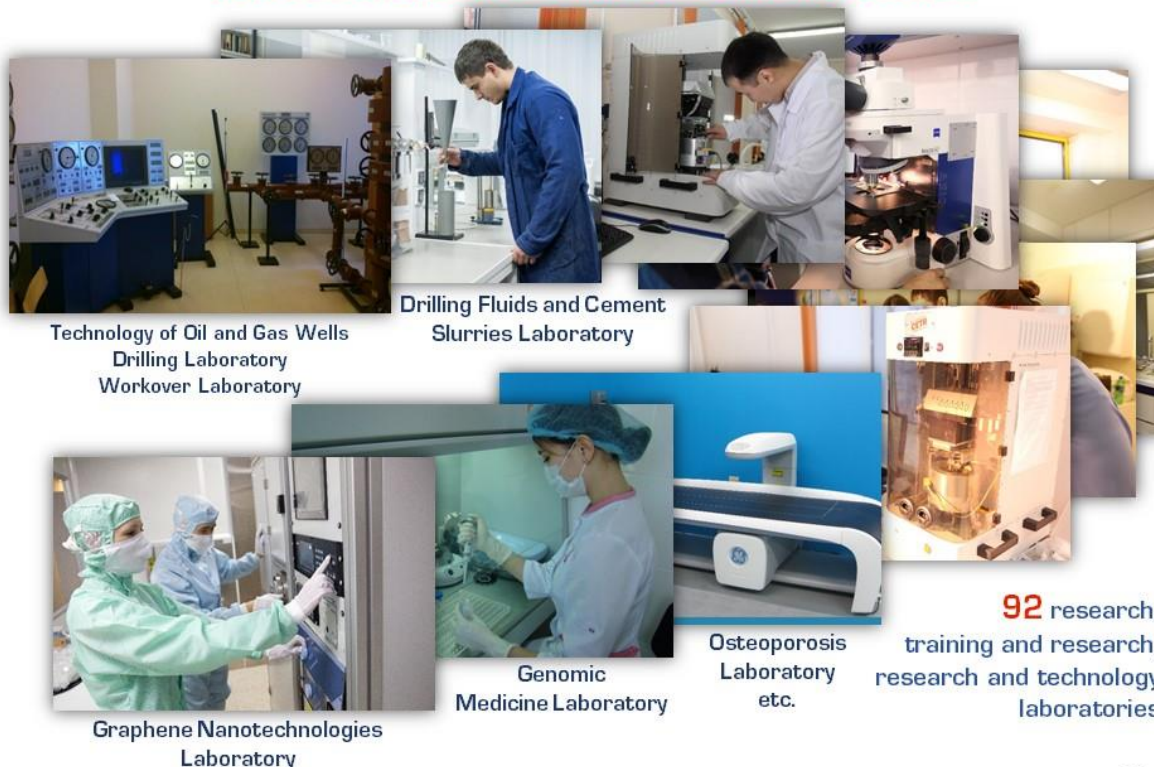 Technology of Oil and Gas Wells
Drilling Laboratory
Workover Laboratory
Drilling Fluids and Cement
Slurries Laboratory
CETR
Graphene Nanotechnologies
Laboratory
Genomic
Medicine Laboratory
Osteoporosis
Laboratory
etc.
92 research
training and research
research and technology
laboratories